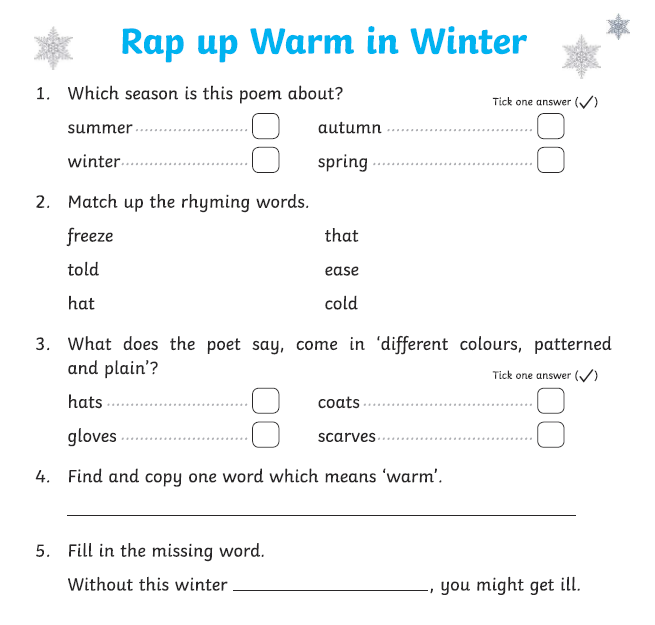 Rap up Warm in Winter
1. Which season is this poem about?
Tick one answer (✓)
summer ........................ autumn ........................
winter ........................ spring ........................
2. Match up the rhyming words.
freeze that
told ease
hat cold
3. What does the poet say, come in ‘different colours, patterned
and plain’?
Tick one answer (✓)
hats ........................ coats ........................
gloves ........................ scarves ........................
4. Find and copy one word which means ‘warm’.
5. Fill in the missing word.
Without this winter ____________________, you might get ill.